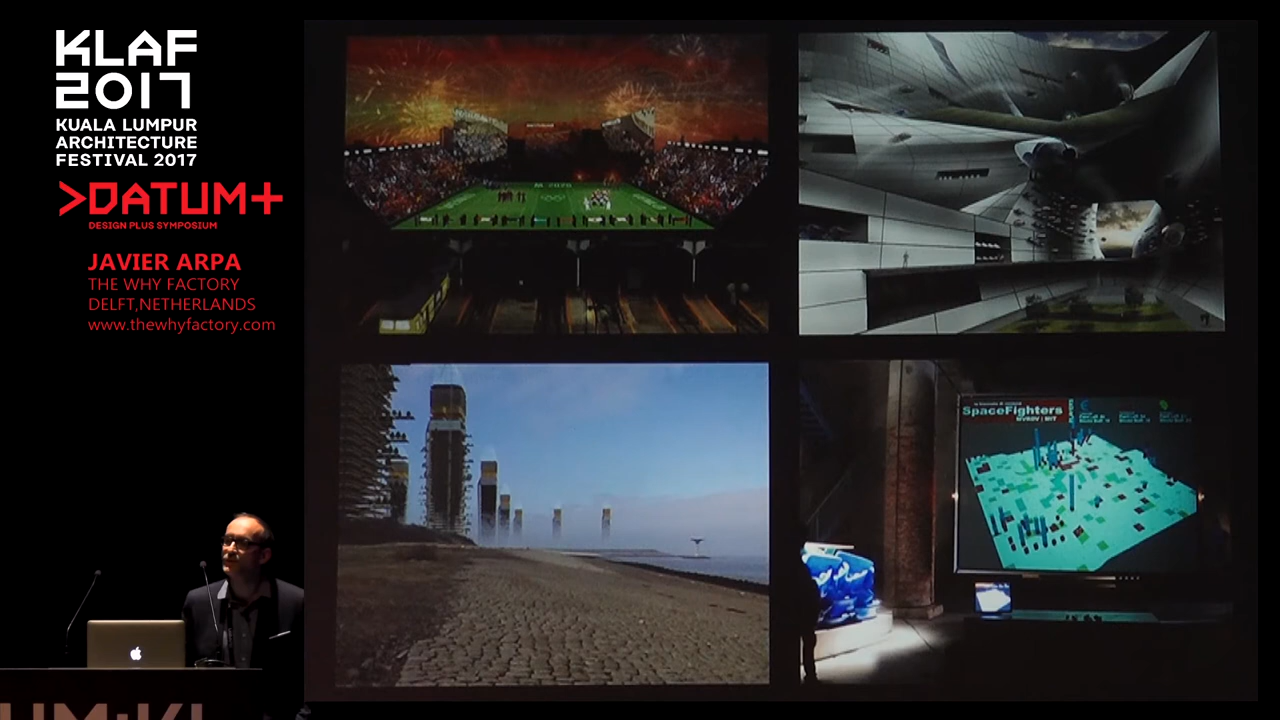 KLAF
2017
KUALA LUMPUR
ARCHITECTURE
FESTIVAL 2017
>DATUM+
DESIGN PLUS SYMPOSIUM
JAVIER ARPA
THE WHY FACTORY
DELFT,NETHERLANDS
www.thewhyfactory.com
SpaceFighters
MVRDV | MIT